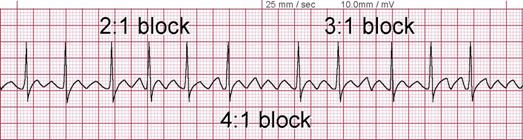 25 mm / sec 10.0mm / mV
2:1 block 3:1 block
4:1 block